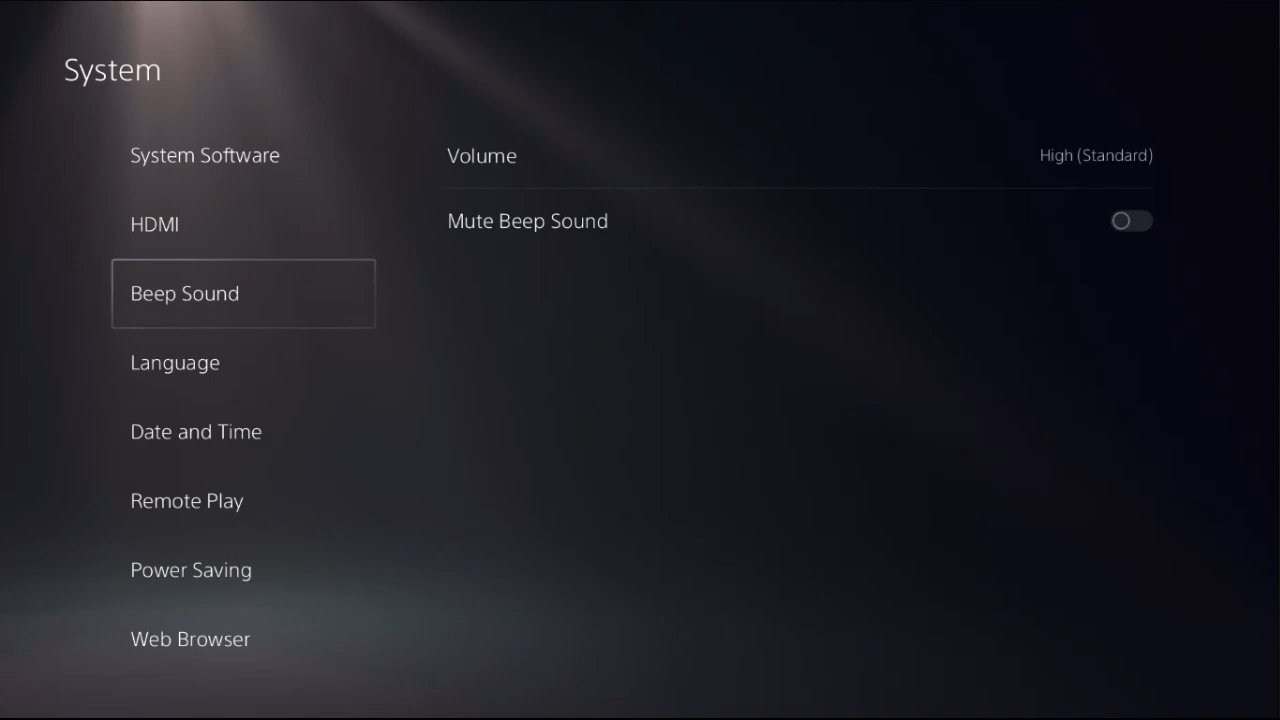 System
System Software
HDMI
Beep Sound
Language
Date and Time
Remote Play
Power Saving
Web Browser
Volume High (Standard)
Mute Beep Sound